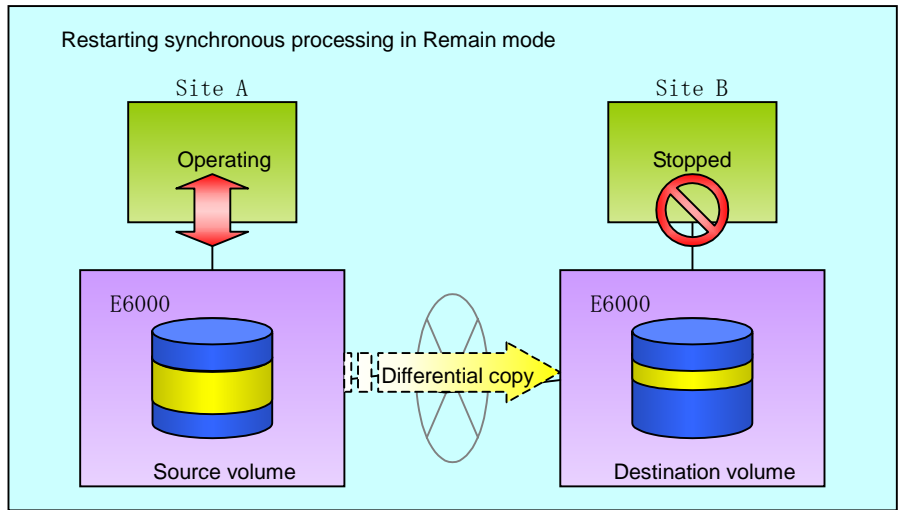 Restarting synchronous processing in Remain mode
Site A
Site B
Operating
Stopped
E6000
E6000
Differential copy
Source volume
Destination volume